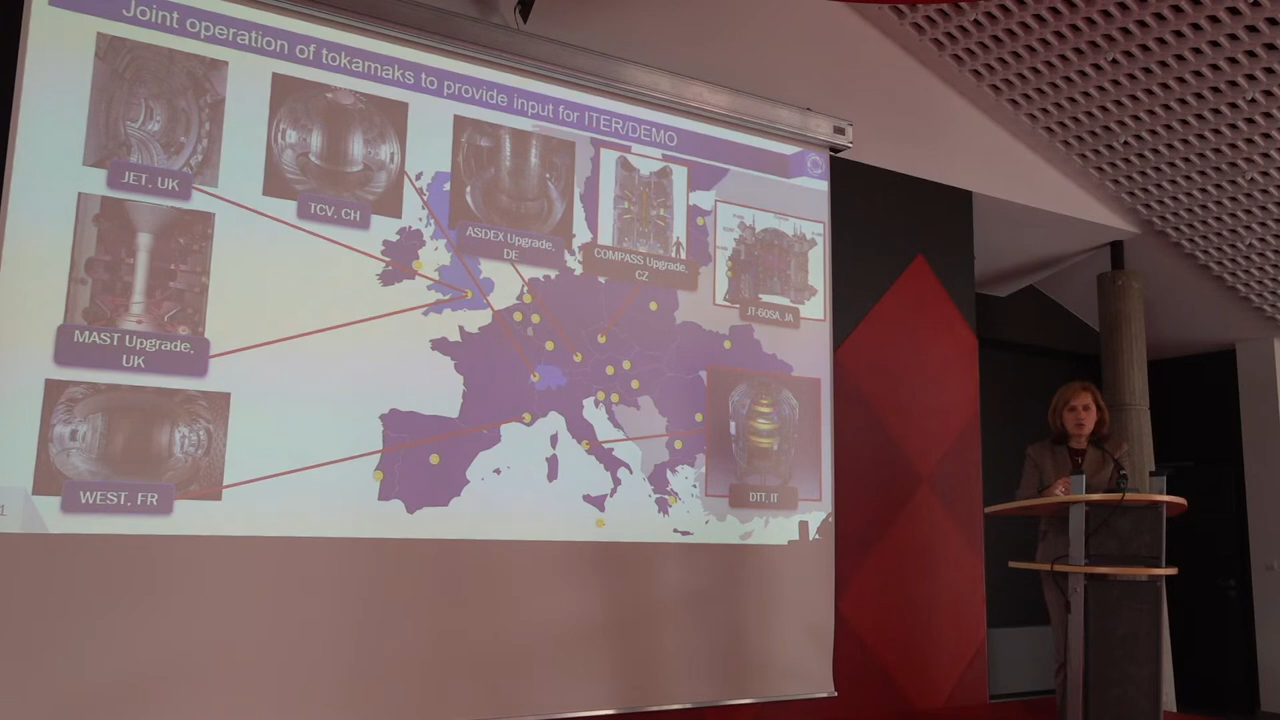 Joint operation of tokamaks to provide input for ITER/DEMO
JET, UK
TCV, CH
ASDEX Upgrade,
DE
COMPASS Upgrade,
CZ
JT-60SA, JA
MAST Upgrade,
UK
WEST, FR
DTT, IT
1